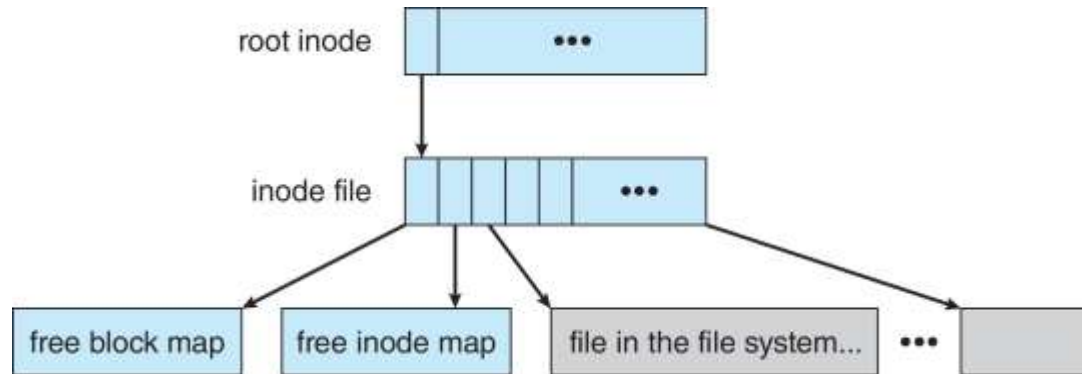 root inode
•••
inode file
•••
free block map
free inode map
file in the file system...
•••